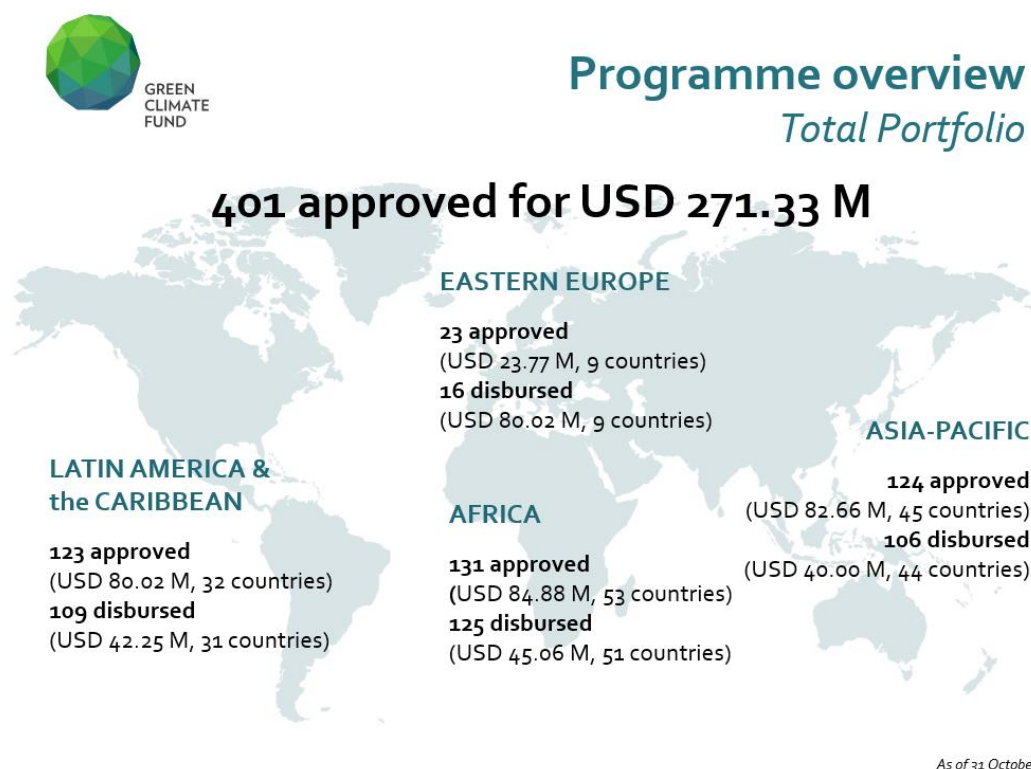 GREEN
CLIMATE
FUND
Programme overview
Total Portfolio
401 approved for USD 271.33 M
EASTERN EUROPE
23 approved
(USD 23.77 M, 9 countries)
16 disbursed
(USD 80.02 M, 9 countries)
ASIA-PACIFIC
124 approved
(USD 82.66 M, 45 countries)
106 disbursed
(USD 40.00 M, 44 countries)
LATIN AMERICA &
the CARIBBEAN
123 approved
(USD 80.02 M, 32 countries)
109 disbursed
(USD 42.25 M, 31 countries)
AFRICA
131 approved
(USD 84.88 M, 53 countries)
125 disbursed
(USD 45.06 M, 51 countries)
As of 31 Octobe